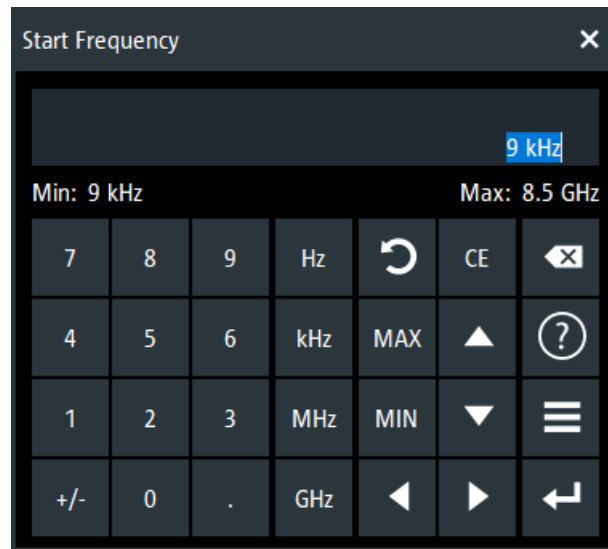 Start Frequency
9 kHz
Min: 9 kHz Max: 8.5 GHz
7 8 9 Hz CE
4 5 6 kHz MAX ?
1 2 3 MHz MIN
+/- 0 . GHz